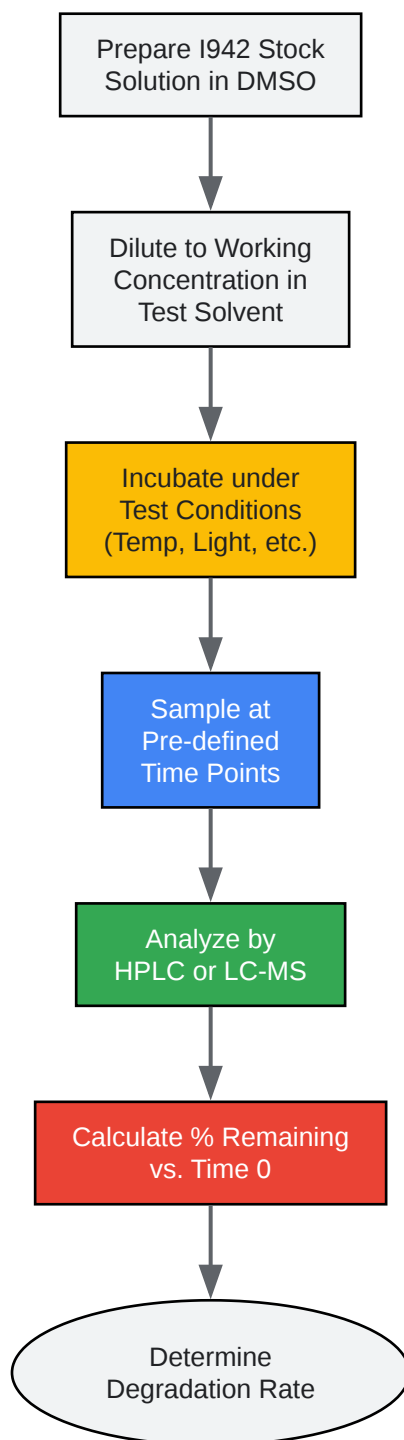 Prepare I942 Stock
Solution in DMSO
Dilute to Working
Concentration in
Test Solvent
Incubate under
Test Conditions
(Temp, Light, etc.)
Sample at
Pre-defined
Time Points
Analyze by
HPLC or LC-MS
Calculate % Remaining
vs. Time 0
Determine
Degradation Rate